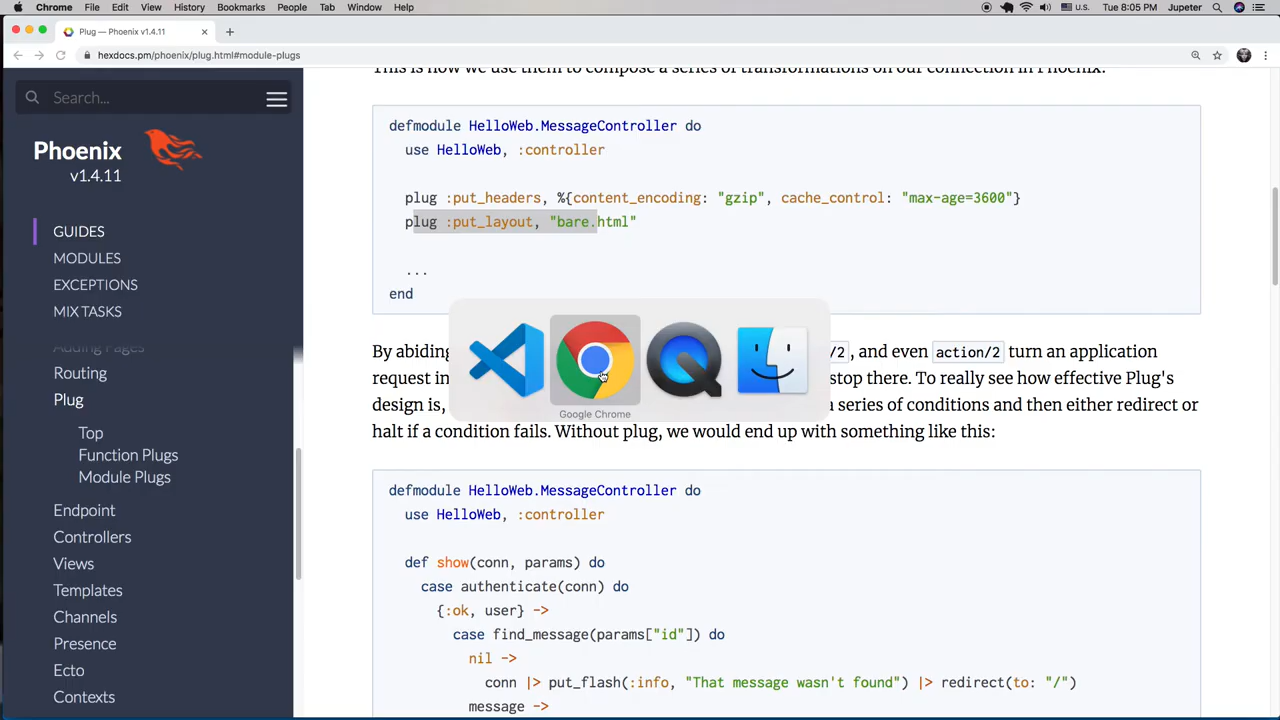 Chrome File Edit View History Bookmarks People Tab Window Help U.S. Tue 8:05 PM Jupeter
Plug — Phoenix v1.4.11
hexdocs.pm/phoenix/plug.html#module-plugs
Search...
Phoenix
v1.4.11
GUIDES
MODULES
EXCEPTIONS
MIX TASKS
Adding Pages
Routing
Plug
Top
Function Plugs
Module Plugs
Endpoint
Controllers
Views
Templates
Channels
Presence
Ecto
Contexts
This is how we use them to compose a series of transformations on our connection in Phoenix.
defmodule HelloWeb.MessageController do
use HelloWeb, :controller
plug :put_headers, %{content_encoding: "gzip", cache_control: "max-age=3600"}
plug :put_layout, "bare.html"
...
end
By abiding /2, and even action/2 turn an application
request in stop there. To really see how effective Plug's
design is, a series of conditions and then either redirect or
halt if a condition fails. Without plug, we would end up with something like this:
Google Chrome
defmodule HelloWeb.MessageController do
use HelloWeb, :controller
def show(conn, params) do
case authenticate(conn) do
{:ok, user} ->
case find_message(params["id"]) do
nil ->
conn |> put_flash(:info, "That message wasn't found") |> redirect(to: "/")
message ->